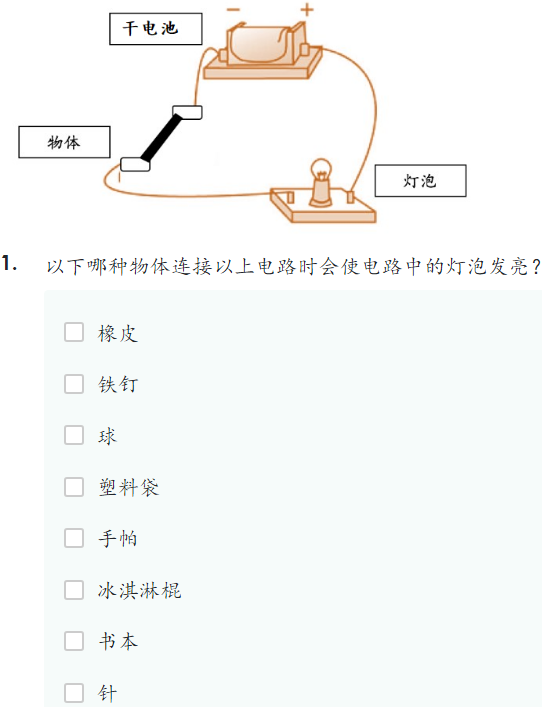 − +
干电池
物体
灯泡
1. 以下哪种物体连接以上电路时会使电路中的灯泡发亮？
橡皮
铁钉
球
塑料袋
手帕
冰淇淋棍
书本
针